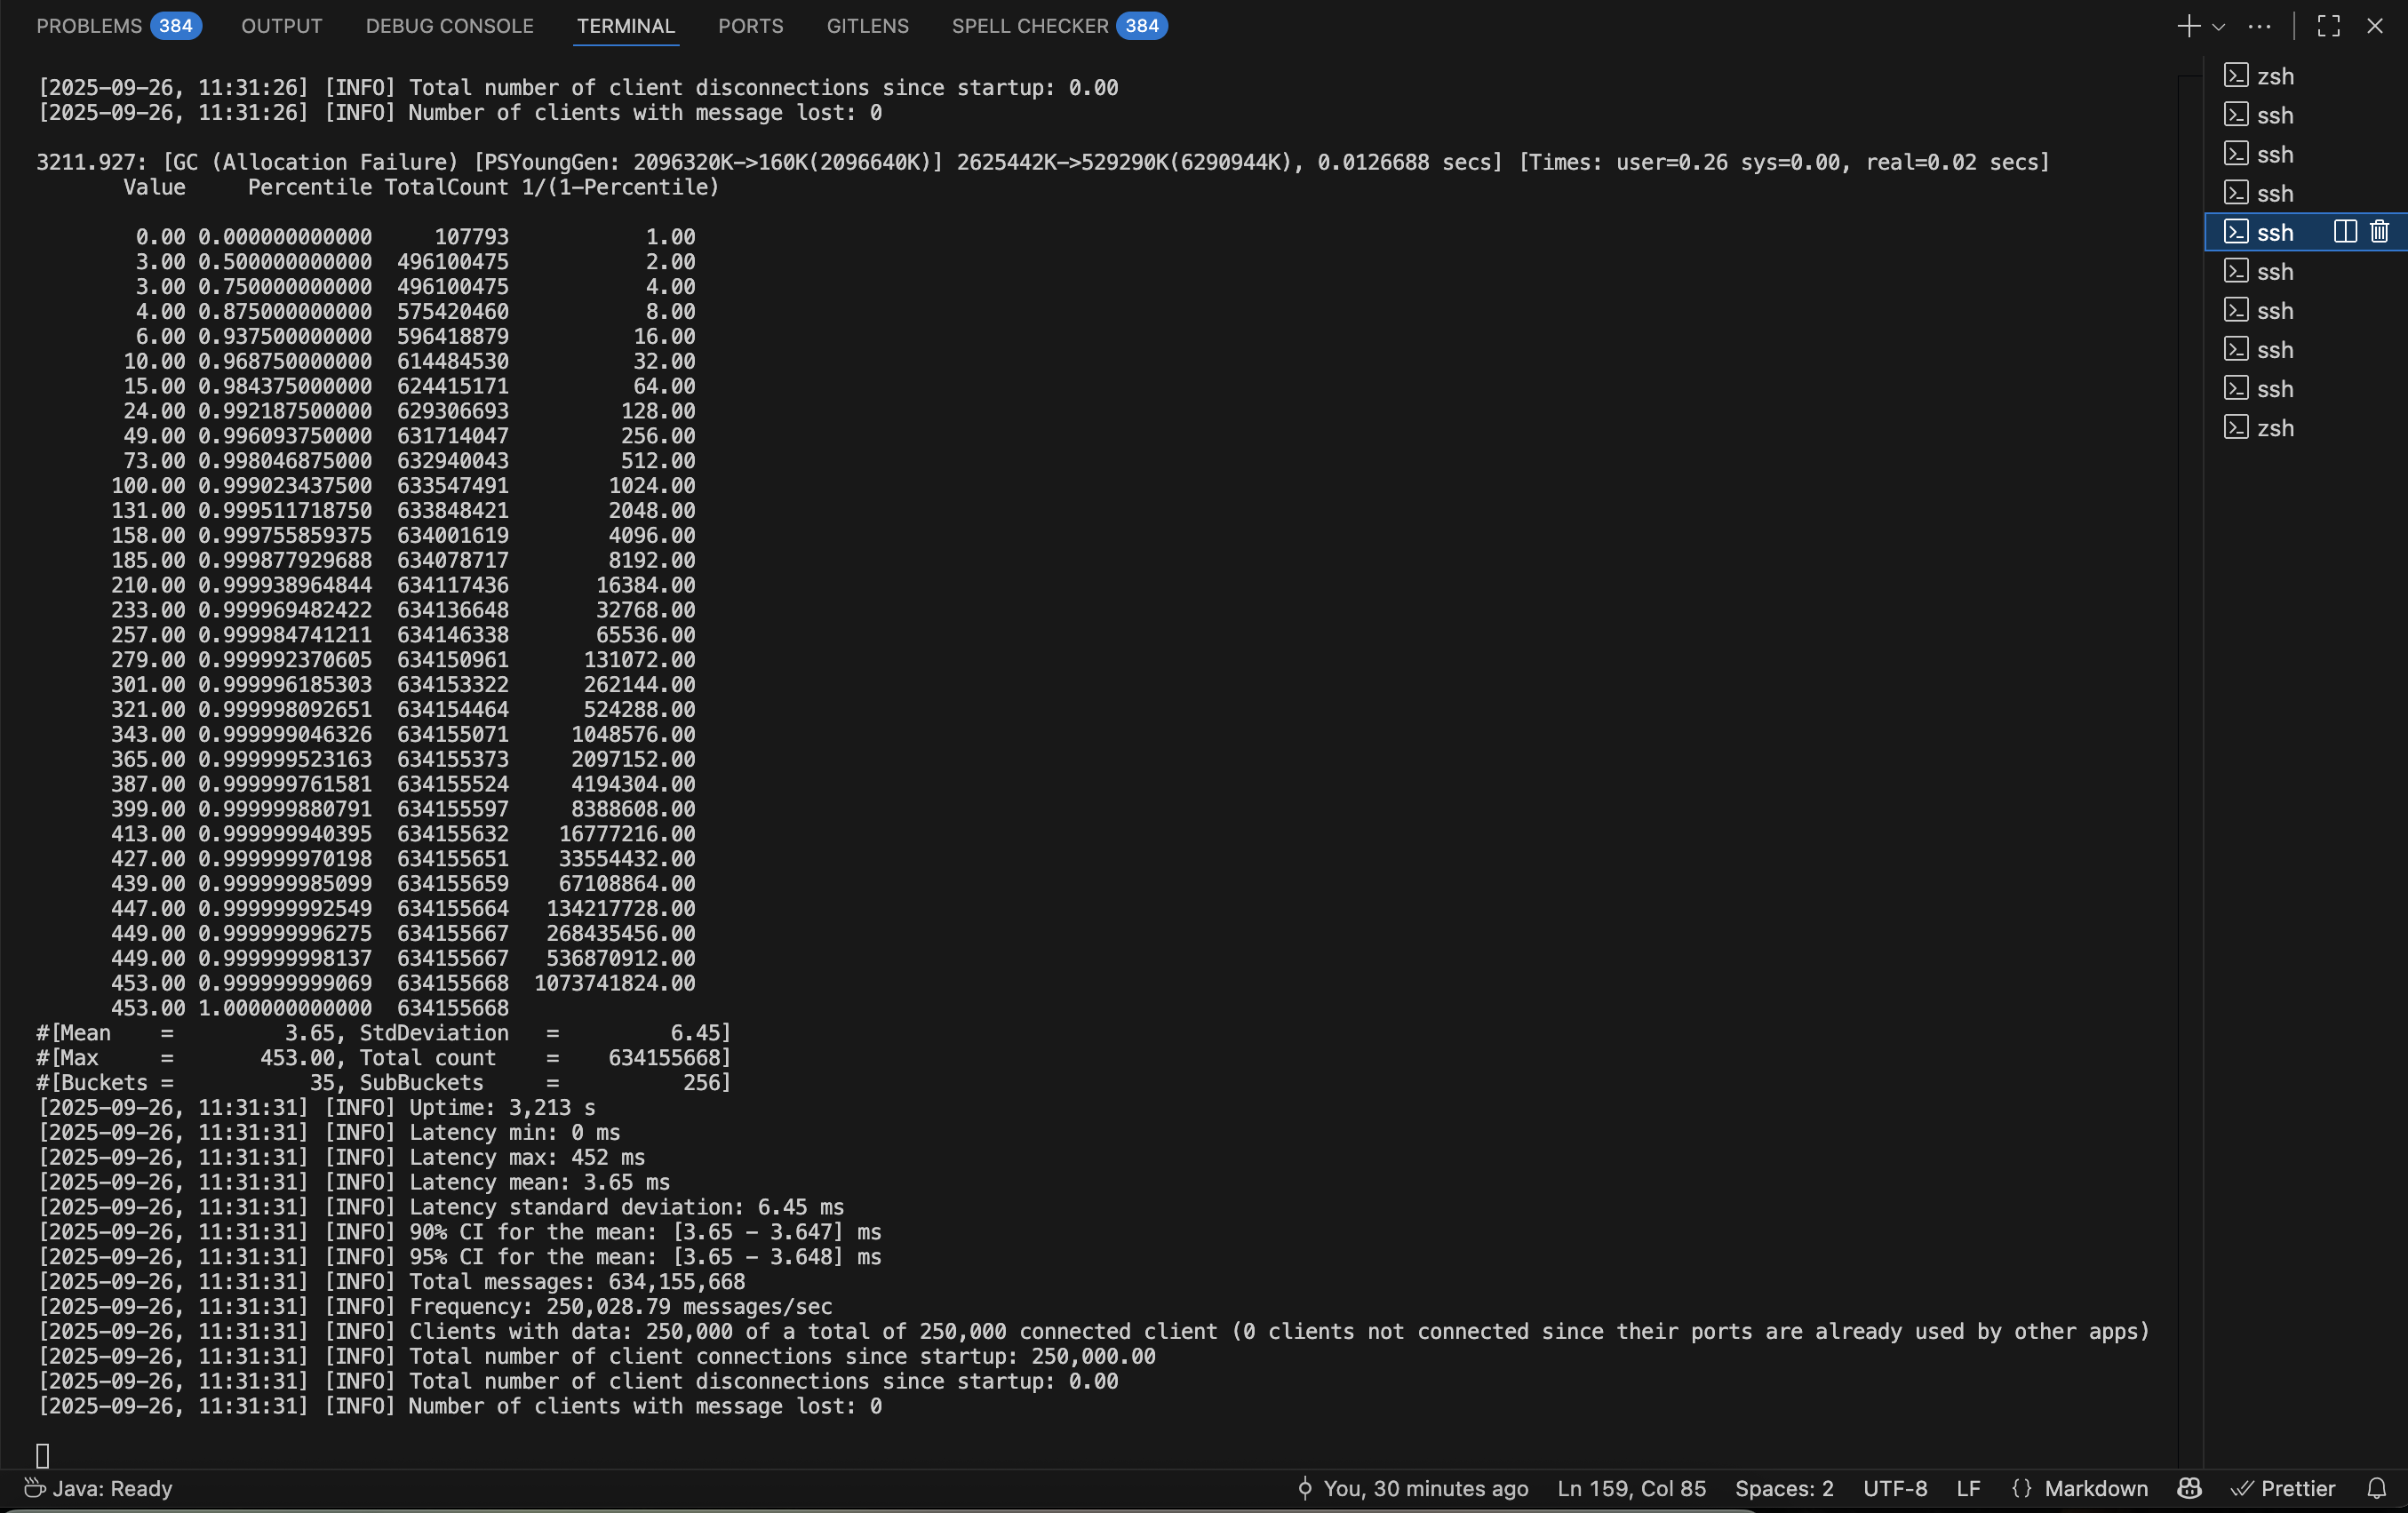 PROBLEMS 384 OUTPUT DEBUG CONSOLE TERMINAL PORTS GITLENS SPELL CHECKER 384
[2025-09-26, 11:31:26] [INFO] Total number of client disconnections since startup: 0.00
[2025-09-26, 11:31:26] [INFO] Number of clients with message lost: 0
3211.927: [GC (Allocation Failure) [PSYoungGen: 2096320K->160K(2096640K)] 2625442K->529290K(6290944K), 0.0126688 secs] [Times: user=0.26 sys=0.00, real=0.02 secs]
Value Percentile TotalCount 1/(1-Percentile)
0.00 0.000000000000 107793 1.00
3.00 0.500000000000 496100475 2.00
3.00 0.750000000000 496100475 4.00
4.00 0.875000000000 575420460 8.00
6.00 0.937500000000 596418879 16.00
10.00 0.968750000000 614484530 32.00
15.00 0.984375000000 624415171 64.00
24.00 0.992187500000 629306693 128.00
49.00 0.996093750000 631714047 256.00
73.00 0.998046875000 632940043 512.00
100.00 0.999023437500 633547491 1024.00
131.00 0.999511718750 633848421 2048.00
158.00 0.999755859375 634001619 4096.00
185.00 0.999877929688 634078717 8192.00
210.00 0.999938964844 634117436 16384.00
233.00 0.999969482422 634136648 32768.00
257.00 0.999984741211 634146338 65536.00
279.00 0.999992370605 634150961 131072.00
301.00 0.999996185303 634153322 262144.00
321.00 0.999998092651 634154464 524288.00
343.00 0.999999046326 634155071 1048576.00
365.00 0.999999523163 634155373 2097152.00
387.00 0.999999761581 634155524 4194304.00
399.00 0.999999880791 634155597 8388608.00
413.00 0.999999940395 634155632 16777216.00
427.00 0.999999970198 634155651 33554432.00
439.00 0.999999985099 634155659 67108864.00
447.00 0.999999992549 634155664 134217728.00
449.00 0.999999996275 634155667 268435456.00
449.00 0.999999998137 634155667 536870912.00
453.00 0.999999999069 634155668 1073741824.00
453.00 1.000000000000 634155668
#[Mean = 3.65, StdDeviation = 6.45]
#[Max = 453.00, Total count = 634155668]
#[Buckets = 35, SubBuckets = 256]
[2025-09-26, 11:31:31] [INFO] Uptime: 3,213 s
[2025-09-26, 11:31:31] [INFO] Latency min: 0 ms
[2025-09-26, 11:31:31] [INFO] Latency max: 452 ms
[2025-09-26, 11:31:31] [INFO] Latency mean: 3.65 ms
[2025-09-26, 11:31:31] [INFO] Latency standard deviation: 6.45 ms
[2025-09-26, 11:31:31] [INFO] 90% CI for the mean: [3.65 - 3.647] ms
[2025-09-26, 11:31:31] [INFO] 95% CI for the mean: [3.65 - 3.648] ms
[2025-09-26, 11:31:31] [INFO] Total messages: 634,155,668
[2025-09-26, 11:31:31] [INFO] Frequency: 250,028.79 messages/sec
[2025-09-26, 11:31:31] [INFO] Clients with data: 250,000 of a total of 250,000 connected client (0 clients not connected since their ports are already used by other apps)
[2025-09-26, 11:31:31] [INFO] Total number of client connections since startup: 250,000.00
[2025-09-26, 11:31:31] [INFO] Total number of client disconnections since startup: 0.00
[2025-09-26, 11:31:31] [INFO] Number of clients with message lost: 0
zsh
ssh
ssh
ssh
ssh
ssh
ssh
ssh
ssh
zsh
Java: Ready You, 30 minutes ago Ln 159, Col 85 Spaces: 2 UTF-8 LF {} Markdown Prettier